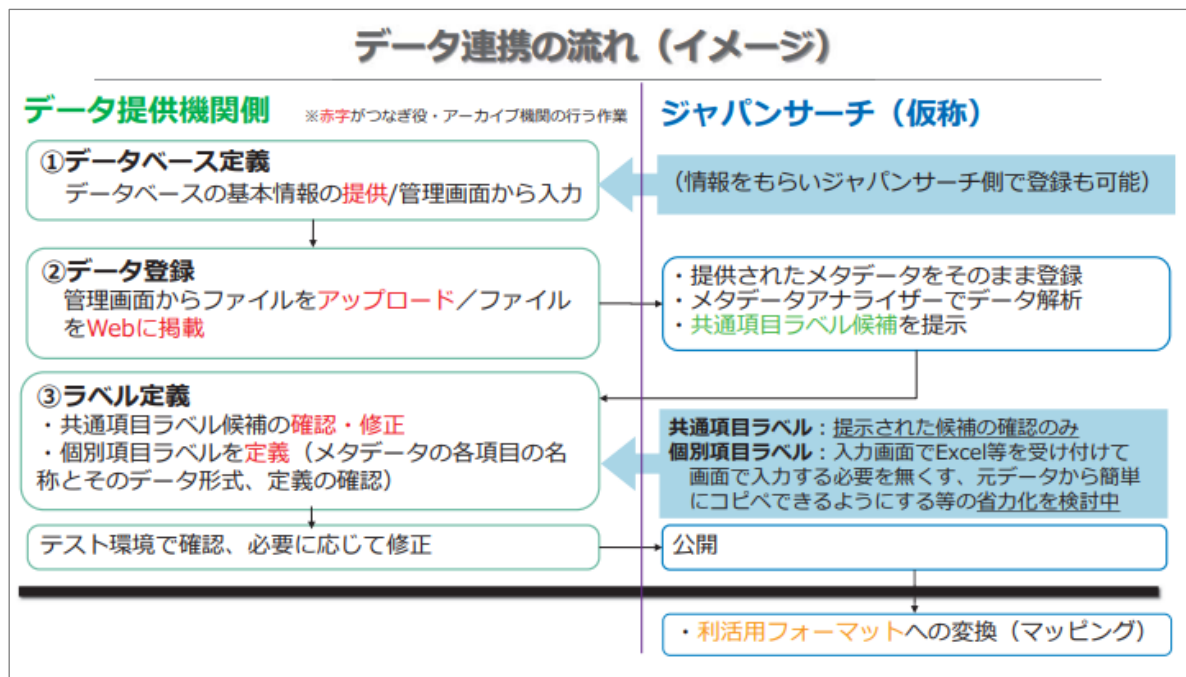 データ連携の流れ（イメージ）
データ提供機関側
※赤字がつなぎ役・アーカイブ機関の行う作業
ジャパンサーチ（仮称）
①データベース定義
データベースの基本情報の提供/管理画面から入力
（情報をもらいジャパンサーチ側で登録も可能）
②データ登録
管理画面からファイルをアップロード／ファイル
をWebに掲載
・提供されたメタデータをそのまま登録
・メタデータアナライザーでデータ解析
・共通項目ラベル候補を提示
③ラベル定義
・共通項目ラベル候補の確認・修正
・個別項目ラベルを定義（メタデータの各項目の名
称とそのデータ形式、定義の確認）
共通項目ラベル：提示された候補の確認のみ
個別項目ラベル：入力画面でExcel等を受け付けて
画面で入力する必要を無くす、元データから簡単
にコピペできるようにする等の省力化を検討中
テスト環境で確認、必要に応じて修正
公開
・利活用フォーマットへの変換（マッピング）